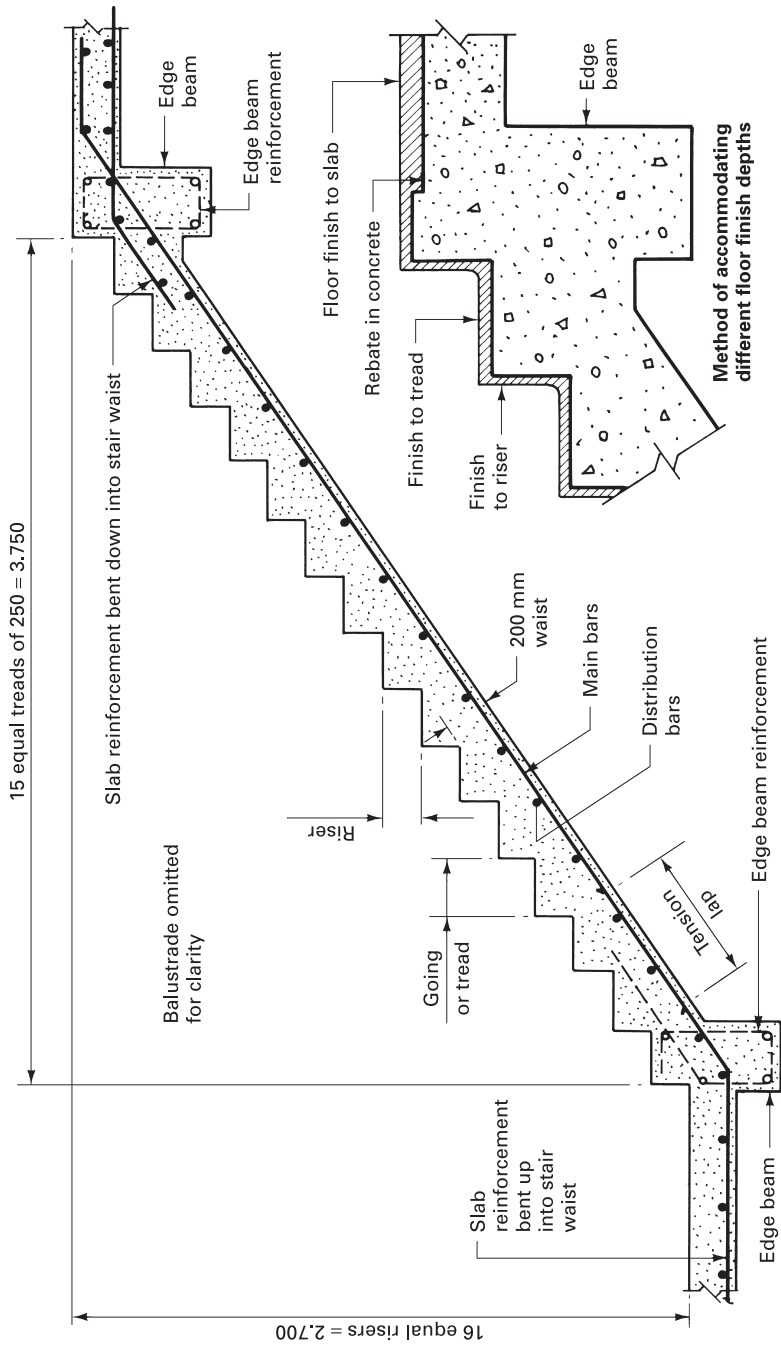 15 equal treads of 250 = 3.750
16 equal risers = 2.700
Slab reinforcement bent down into stair waist
Balustrade omitted
for clarity
Edge
beam
Edge beam
reinforcement
Riser
Going
or tread
200 mm
waist
Main bars
Distribution
bars
Tension
lap
Slab
reinforcement
bent up
into stair
waist
Edge beam
Edge beam reinforcement
Floor finish to slab
Rebate in concrete
Finish to tread
Finish
to riser
Edge
beam
Method of accommodating
different floor finish depths